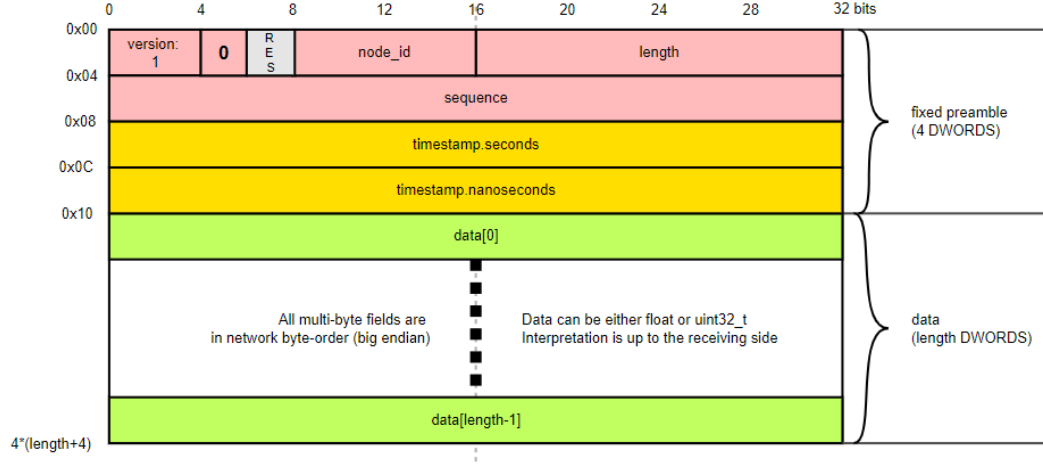 0 4 8 12 16 20 24 28 32 bits
0x00
version:
1
0
R
E
S
node_id
length
0x04
sequence
fixed preamble
(4 DWORDS)
0x08
timestamp.seconds
0x0C
timestamp.nanoseconds
0x10
data[0]
All multi-byte fields are
in network byte-order (big endian)
Data can be either float or uint32_t
Interpretation is up to the receiving side
data
(length DWORDS)
data[length-1]
4*(length+4)